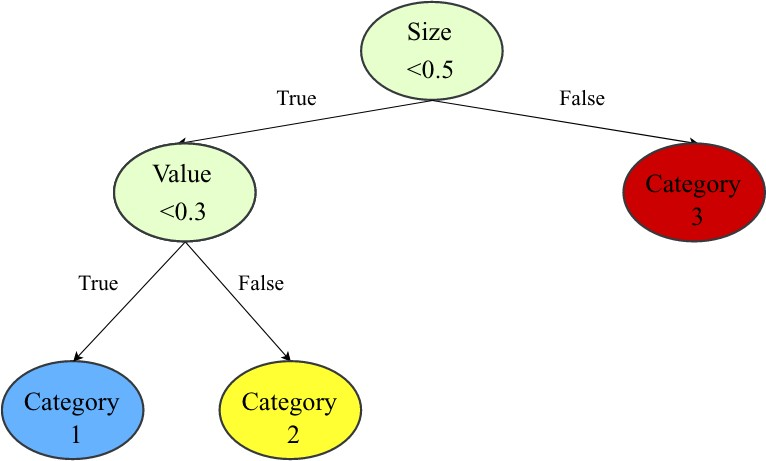 Size
<0.5
True
False
Value
<0.3
Category
3
True
False
Category
1
Category
2